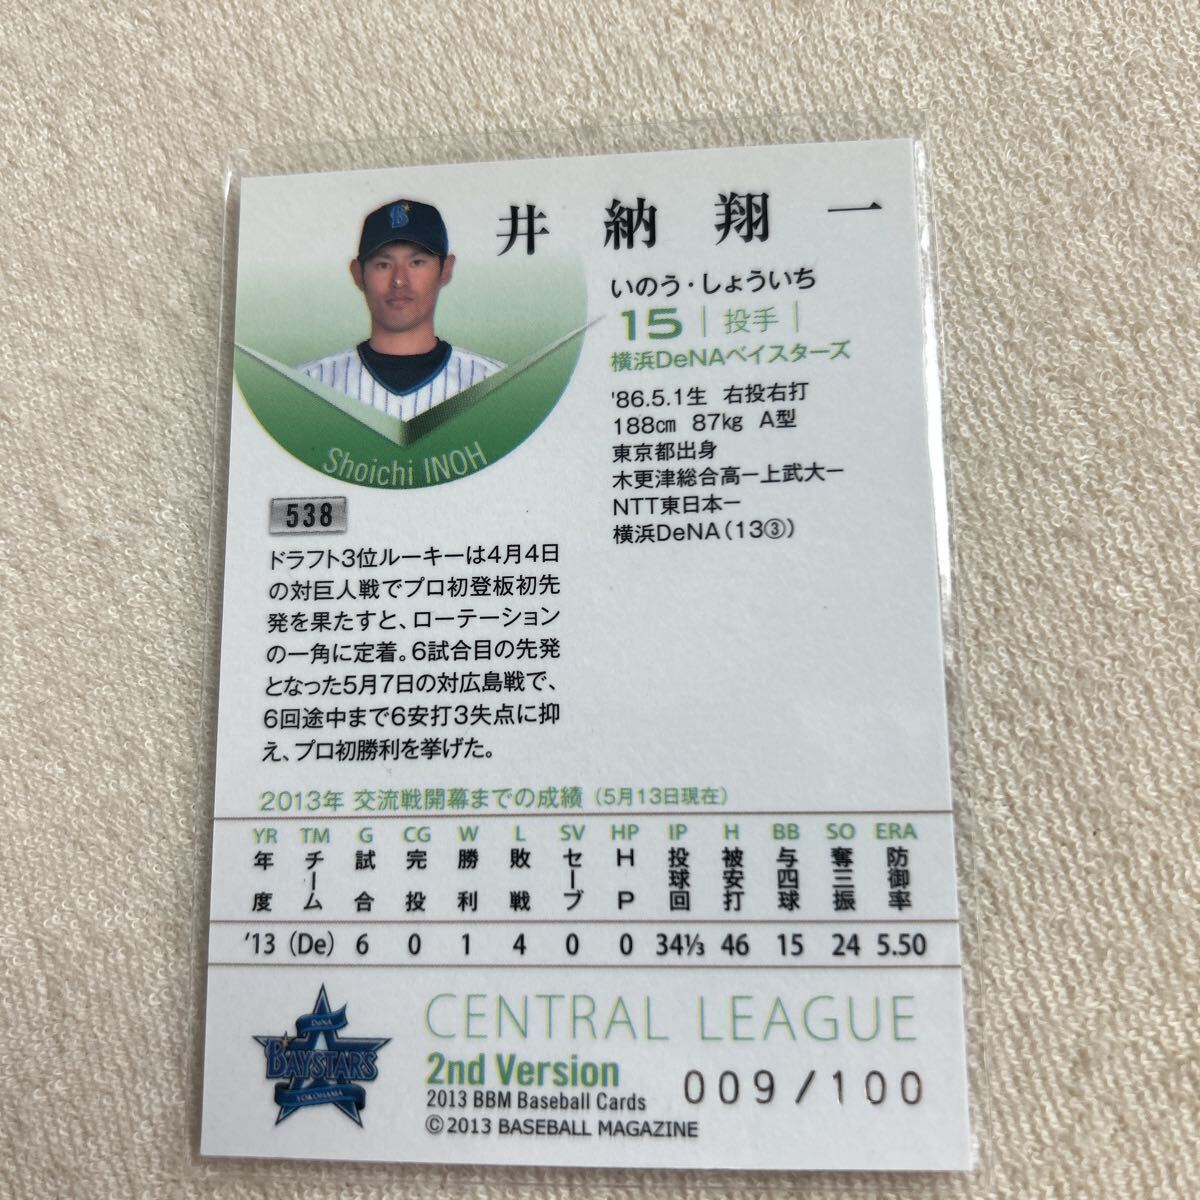 井納翔一
いのう・しょういち
15 | 投手 |
横浜DeNAベイスターズ
'86.5.1生 右投右打
188㎝ 87㎏ A型
東京都出身
木更津総合高ー上武大ー
NTT東日本ー
横浜DeNA(13③)
B
Shoichi INOH
538
ドラフト3位ルーキーは4月4日
の対巨人戦でプロ初登板初先
発を果たすと、ローテーション
の一角に定着。6試合目の先発
となった5月7日の対広島戦で、
6回途中まで6安打3失点に抑
え、プロ初勝利を挙げた。
2013年 交流戦開幕までの成績(5月13日現在)
YR TM G CG W L SV HP IP H BB SO ERA
年度 チーム 試合 完投 勝利 敗戦 セーブ HP 投球回 被安打 与四球 奪三振 防御率
'13 (De) 6 0 1 4 0 0 34⅓ 46 15 24 5.50
DeNA
BAYSTARS
YOKOHAMA
CENTRAL LEAGUE
2nd Version
2013 BBM Baseball Cards
©2013 BASEBALL MAGAZINE
009/100